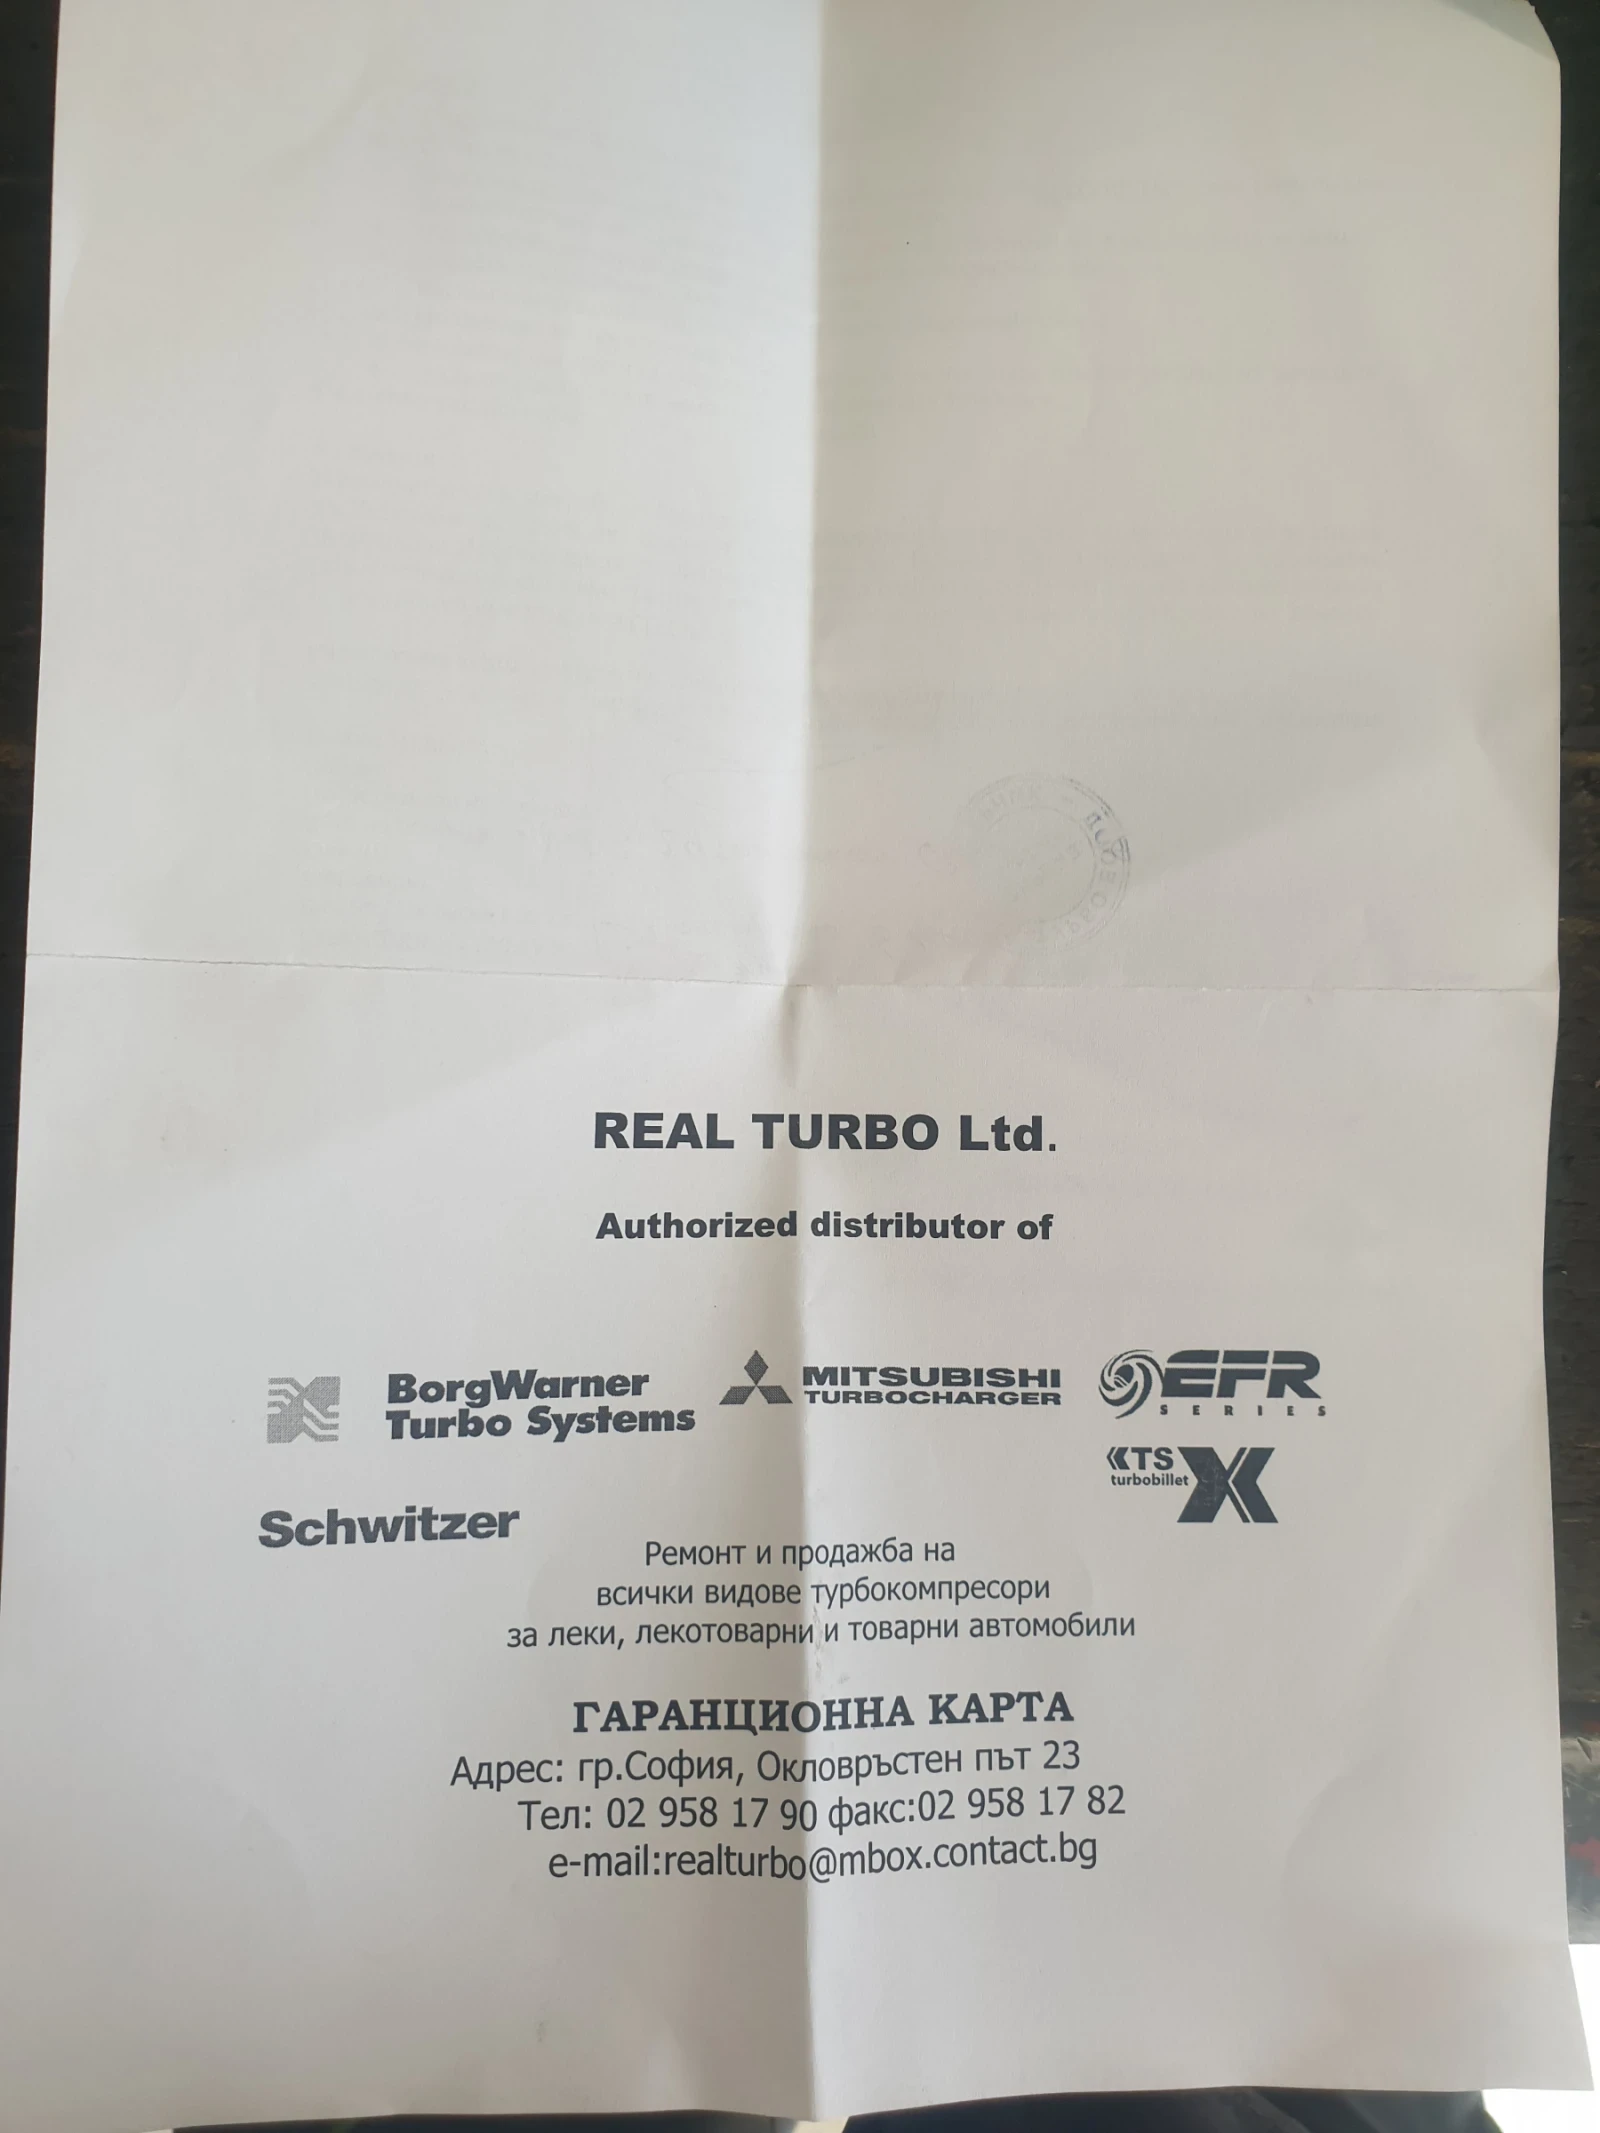 REAL TURBO Ltd.
Authorized distributor of
BorgWarner
Turbo Systems
MITSUBISHI
TURBOCHARGER
EFR
SERIES
KTS
turbobillet
X
Schwitzer
Ремонт и продажба на
всички видове турбокомпресори
за леки, лекотоварни и товарни автомобили
ГАРАНЦИОННА КАРТА
Адрес: гр.София, Окловръстен път 23
Тел: 02 958 17 90 факс:02 958 17 82
e-mail:realturbo@mbox.contact.bg